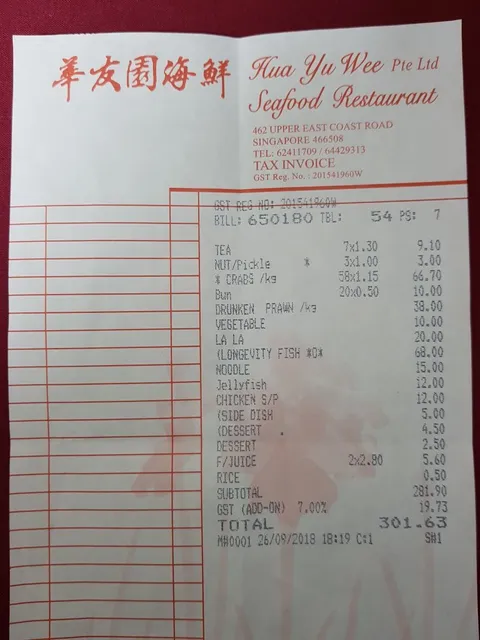 華友園海鮮
Hua Yu Wee Pte Ltd
Seafood Restaurant
462 UPPER EAST COAST ROAD
SINGAPORE 466508
TEL: 62411709 / 64429313
TAX INVOICE
GST Reg. No. : 201541960W
GST REG NO: 201541960W
BILL: 650180 TBL: 54 PS: 7
TEA 7x1.30 9.10
NUT/Pickle * 3x1.00 3.00
* CRABS /kg 58x1.15 66.70
Bun 20x0.50 10.00
DRUNKEN PRAWN /kg 38.00
VEGETABLE 10.00
LA LA 20.00
(LONGEVITY FISH *O* 68.00
NOODLE 15.00
Jellyfish 12.00
CHICKEN S/P 12.00
(SIDE DISH 5.00
(DESSERT . 4.50
DESSERT 2.50
F/JUICE 2x2.80 5.60
RICE 0.50
SUBTOTAL 281.90
GST (ADD-ON) 7.00% 19.73
TOTAL 301.63
MH0001 26/09/2018 18:19 C:1 SH1